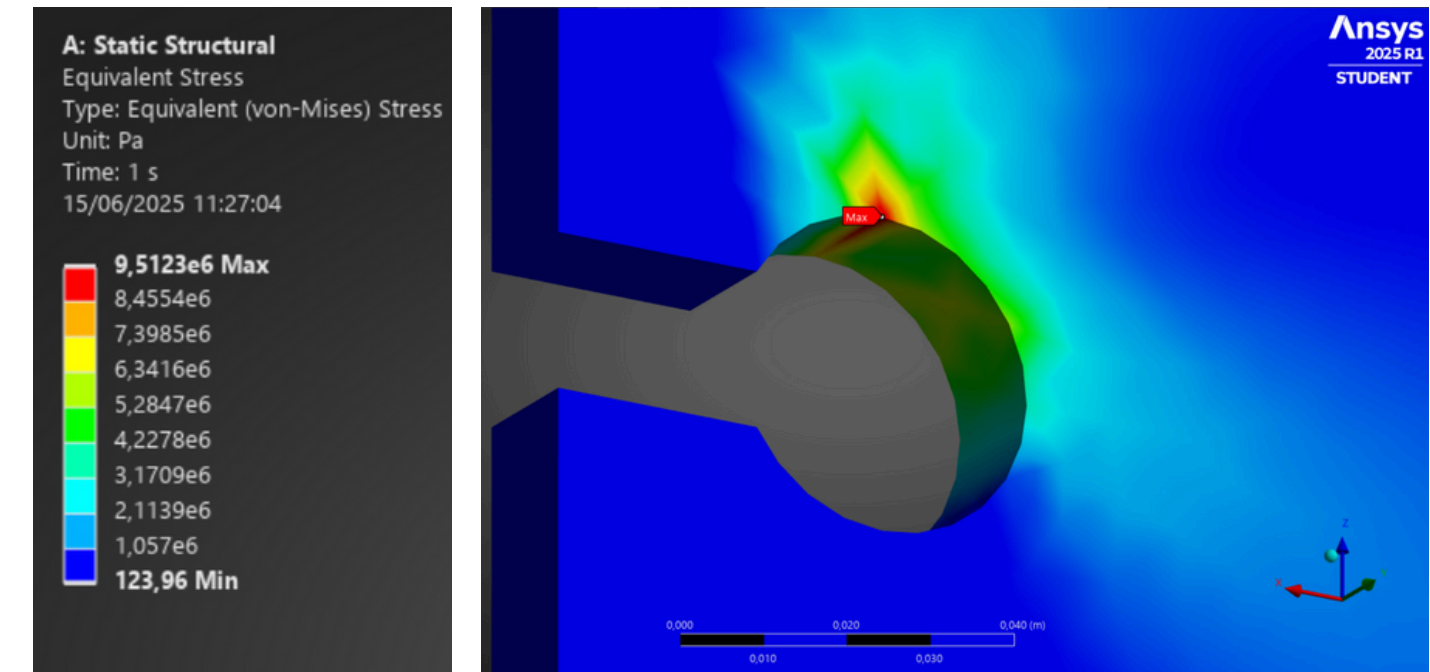 A: Static Structural
Equivalent Stress
Type: Equivalent (von-Mises) Stress
Unit: Pa
Time: 1 s
15/06/2025 11:27:04
9,5123e6 Max
8,4554e6
7,3985e6
6,3416e6
5,2847e6
4,2278e6
3,1709e6
2,1139e6
1,057e6
123,96 Min
Ansys
2025 R1
STUDENT
Max
0,000
0,020
0,040 (m)
0,010
0,030
Z
X